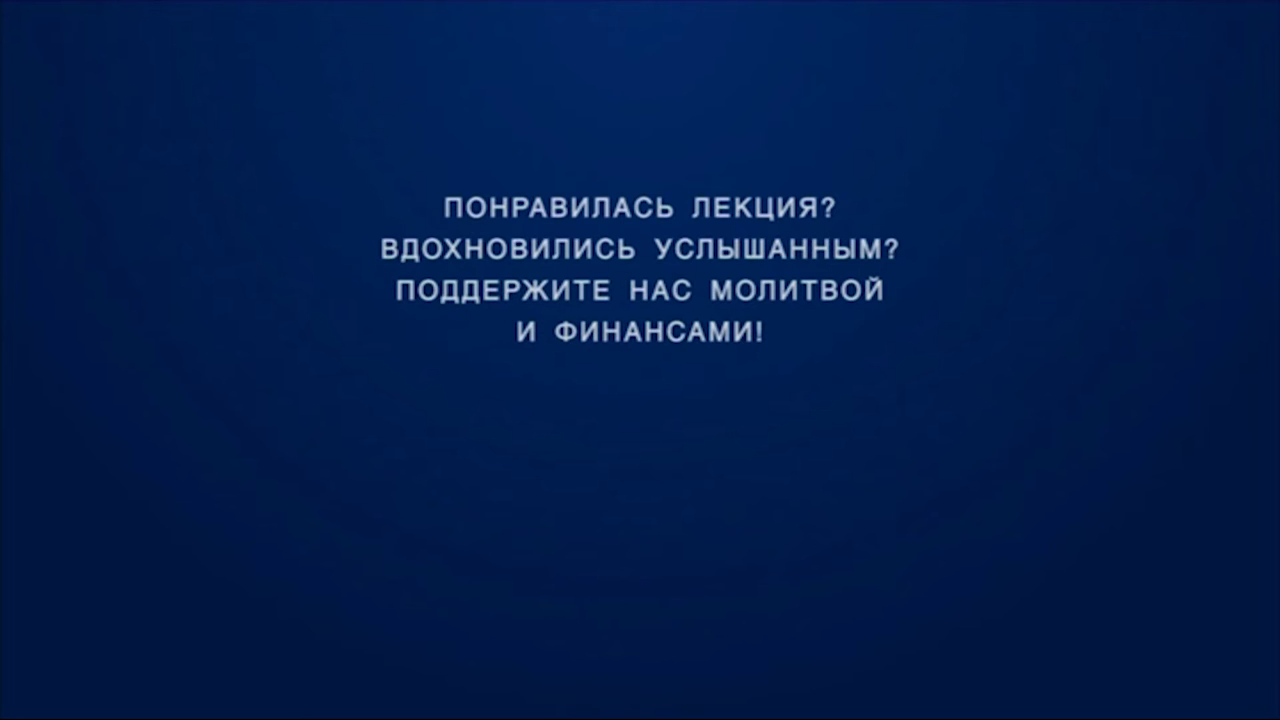 ПОНРАВИЛАСЬ ЛЕКЦИЯ?
ВДОХНОВИЛИСЬ УСЛЫШАННЫМ?
ПОДДЕРЖИТЕ НАС МОЛИТВОЙ
И ФИНАНСАМИ!